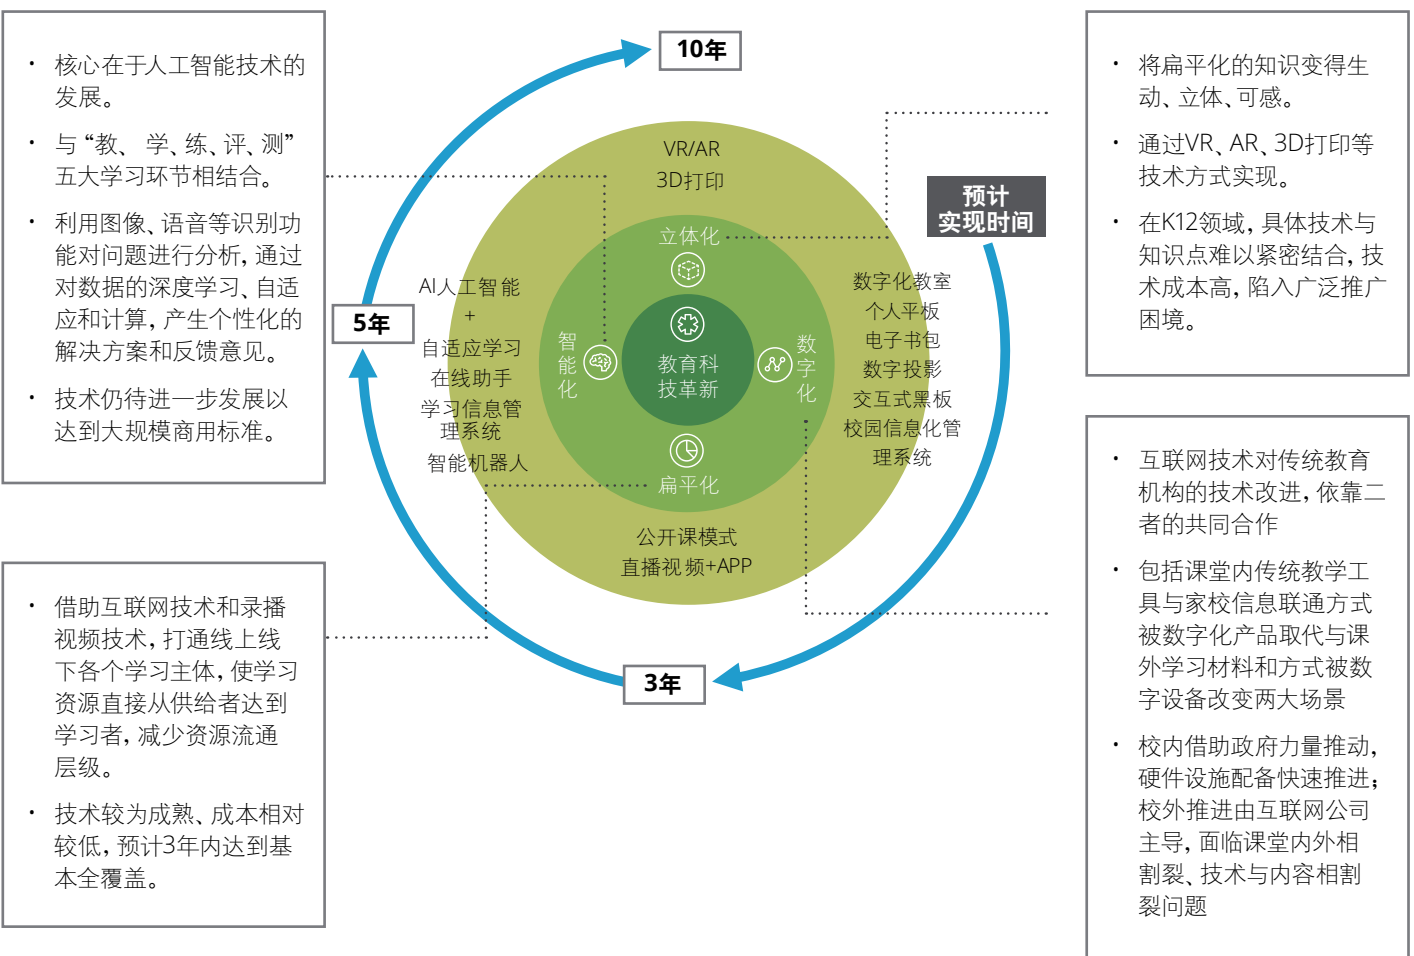 · 核心在于人工智能技术的
发展。
· 与“教、 学、练、评、测”
五大学习环节相结合。
· 利用图像、语音等识别功
能对问题进行分析，通过
对数据的深度学习、自适
应和计算，产生个性化的
解决方案和反馈意见。
· 技术仍待进一步发展以
达到大规模商用标准。
· 借助互联网技术和录播
视频技术，打通线上线
下各个学习主体，使学习
资源直接从供给者达到
学习者，减少资源流通
层级。
· 技术较为成熟、成本相对
较低，预计3年内达到基
本全覆盖。
10年
5年
3年
预计
实现时间
VR/AR
3D打印
立体化
AI人工智能
+
自适应学习
在线助手
学习信息管
理系统
智能机器人
智能化
教育科
技革新
数字化
数字化教室
个人平板
电子书包
数字投影
交互式黑板
校园信息化管
理系统
扁平化
公开课模式
直播视频+APP
· 将扁平化的知识变得生
动、立体、可感。
· 通过VR、AR、3D打印等
技术方式实现。
· 在K12领域，具体技术与
知识点难以紧密结合，技
术成本高，陷入广泛推广
困境。
· 互联网技术对传统教育
机构的技术改进，依靠二
者的共同合作
· 包括课堂内传统教学工
具与家校信息联通方式
被数字化产品取代与课
外学习材料和方式被数
字设备改变两大场景
· 校内借助政府力量推动，
硬件设施配备快速推进；
校外推进由互联网公司
主导，面临课堂内外相
割裂、技术与内容相割
裂问题